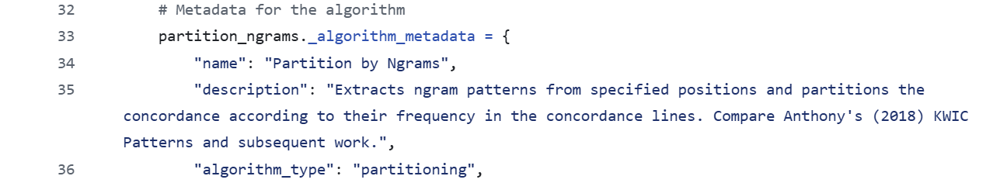 32 # Metadata for the algorithm
33 partition_ngrams._algorithm_metadata = {
34 "name": "Partition by Ngrams",
35 "description": "Extracts ngram patterns from specified positions and partitions the
concordance according to their frequency in the concordance lines. Compare Anthony's (2018) KWIC
Patterns and subsequent work.",
36 "algorithm_type": "partitioning",